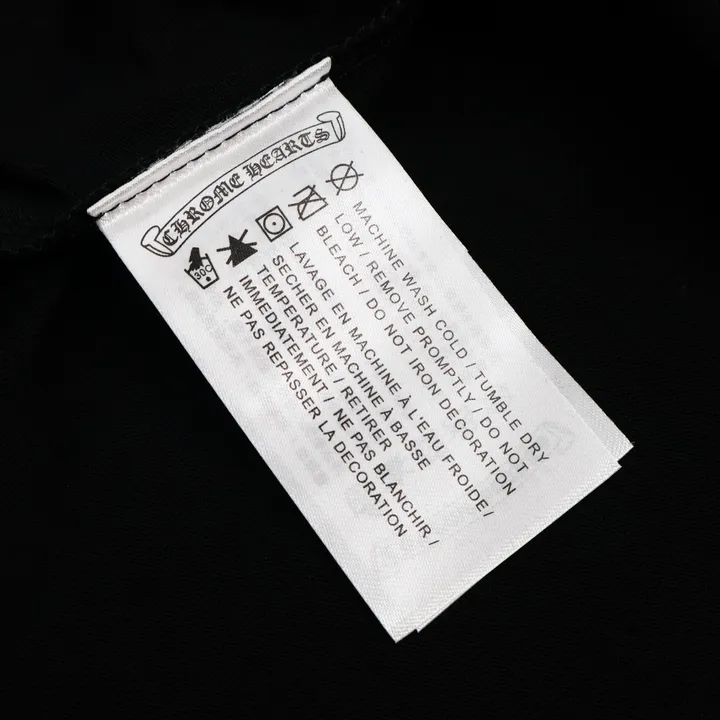 CHROME HEARTS
30C
MACHINE WASH COLD / TUMBLE DRY
LOW / REMOVE PROMPTLY / DO NOT
BLEACH / DO NOT IRON DECORATION
LAVAGE EN MACHINE À L'EAU FROIDE /
SECHER EN MACHINE À BASSE
TEMPERATURE / RETIRER
IMMEDIATEMENT / NE PAS BLANCHIR /
NE PAS REPASSER LA DECORATION